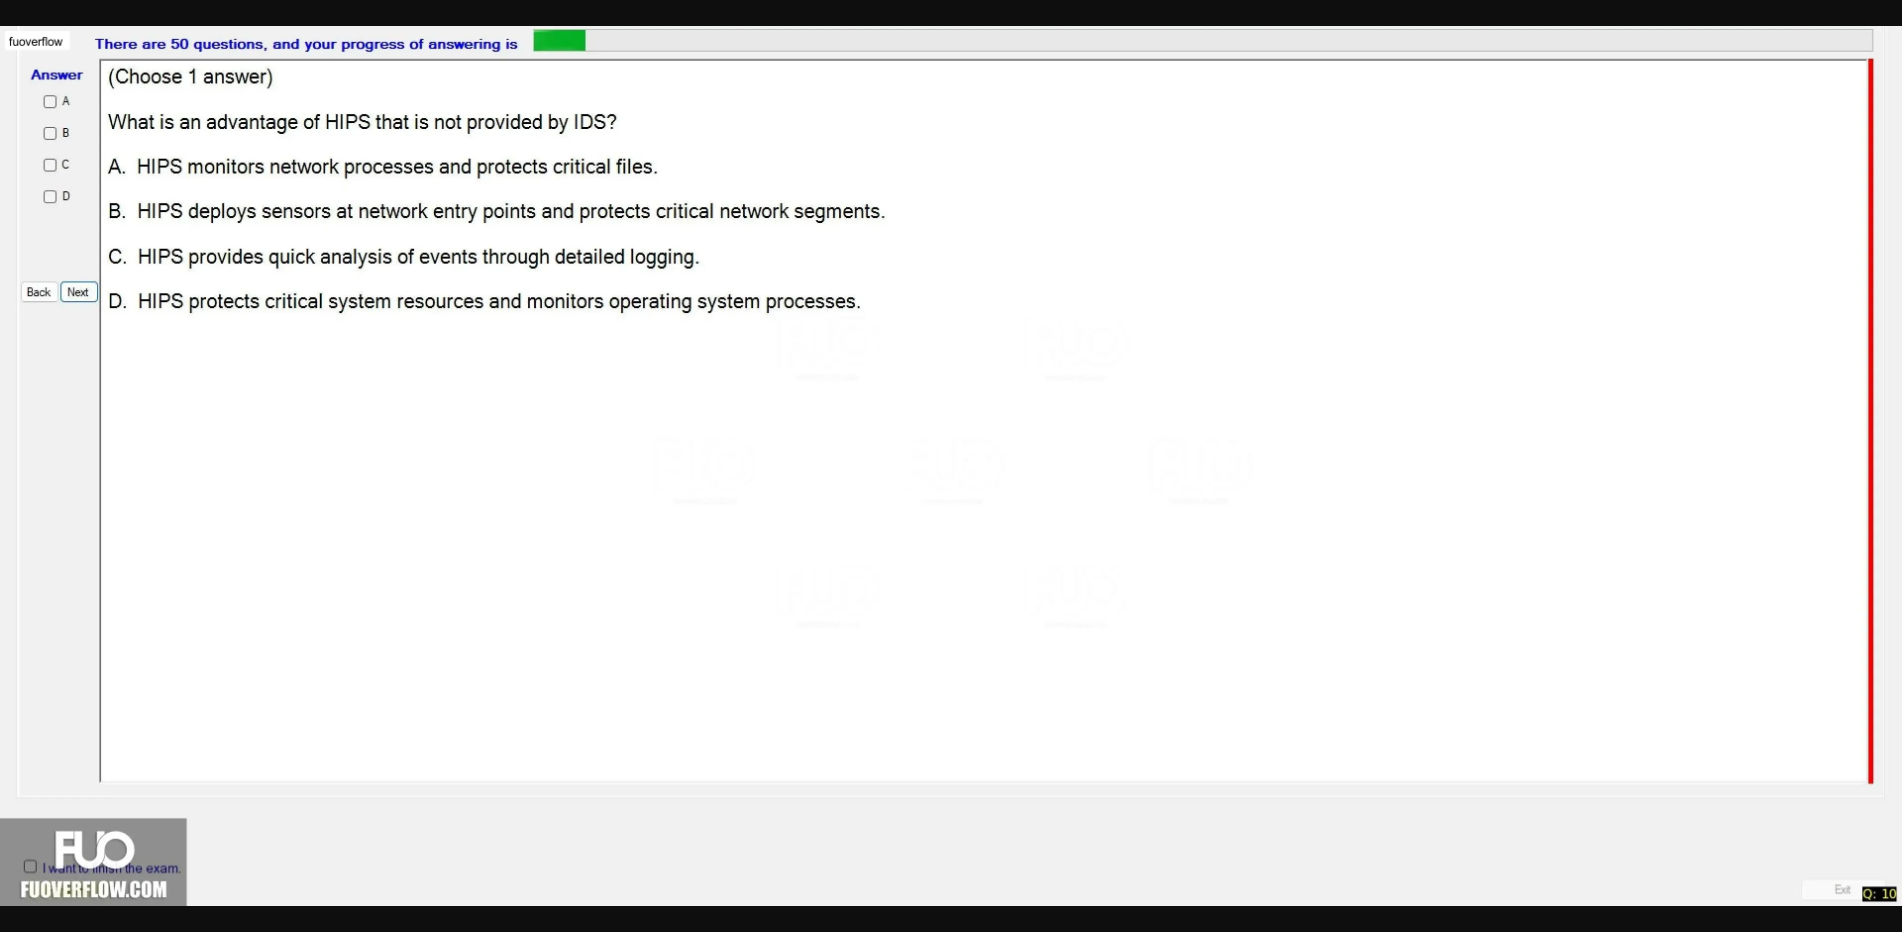 fuoverflow
There are 50 questions, and your progress of answering is
Answer
A
B
C
D
Back
Next
(Choose 1 answer)
What is an advantage of HIPS that is not provided by IDS?
A. HIPS monitors network processes and protects critical files.
B. HIPS deploys sensors at network entry points and protects critical network segments.
C. HIPS provides quick analysis of events through detailed logging.
D. HIPS protects critical system resources and monitors operating system processes.
FUO
I want to finish the exam.
FUOVERFLOW.COM
Exit
Q: 10